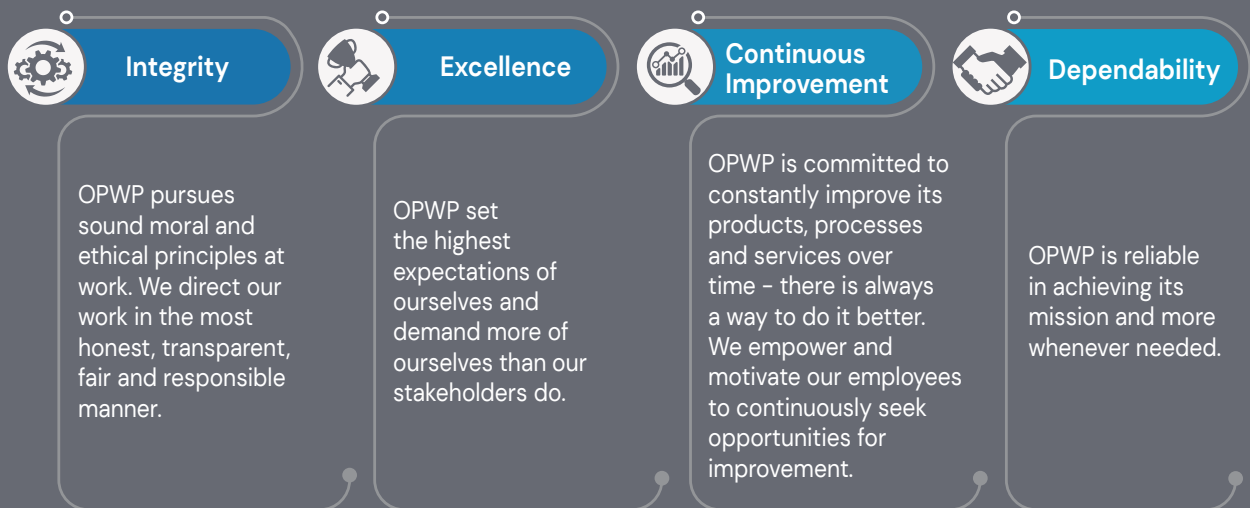 Integrity
OPWP pursues
sound moral and
ethical principles at
work. We direct our
work in the most
honest, transparent,
fair and responsible
manner.
Excellence
OPWP set
the highest
expectations of
ourselves and
demand more of
ourselves than our
stakeholders do.
Continuous
Improvement
OPWP is committed to
constantly improve its
products, processes
and services over
time – there is always
a way to do it better.
We empower and
motivate our employees
to continuously seek
opportunities for
improvement.
Dependability
OPWP is reliable
in achieving its
mission and more
whenever needed.